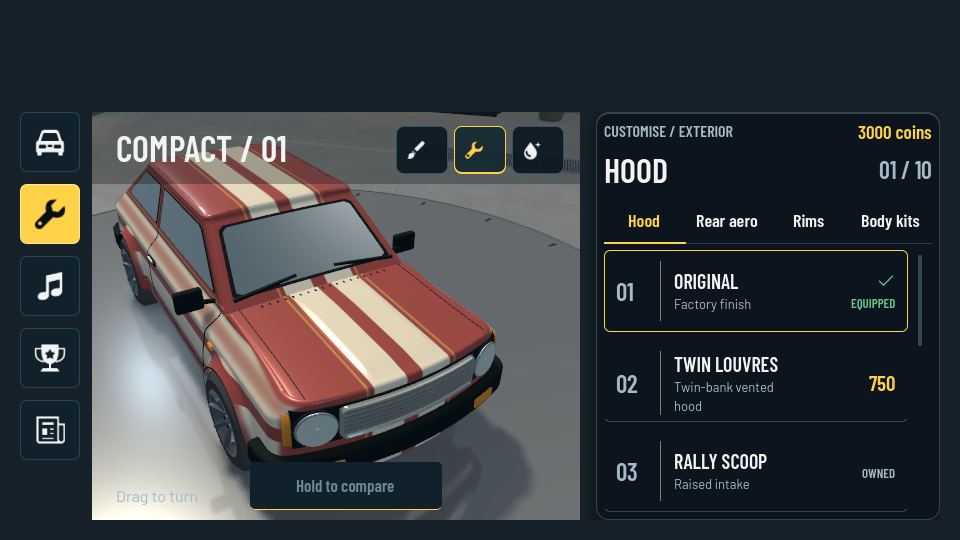 COMPACT / 01
Drag to turn
Hold to compare
CUSTOMISE / EXTERIOR
3000 coins
HOOD
01 / 10
Hood
Rear aero
Rims
Body kits
01
ORIGINAL
Factory finish
EQUIPPED
02
TWIN LOUVRES
Twin-bank vented
hood
750
03
RALLY SCOOP
Raised intake
OWNED